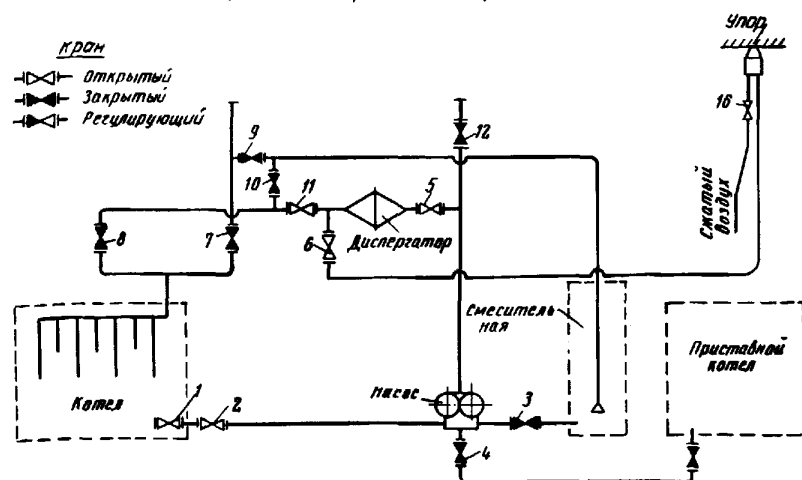 Упор
кран
Открытый
Закрытый
Регулирующий
16
9
12
10
11
5
Сжатый
воздух
8
7
6
Диспергатор
Смеситель
ная
Приставной
котел
Насос
Котел
1
2
3
4